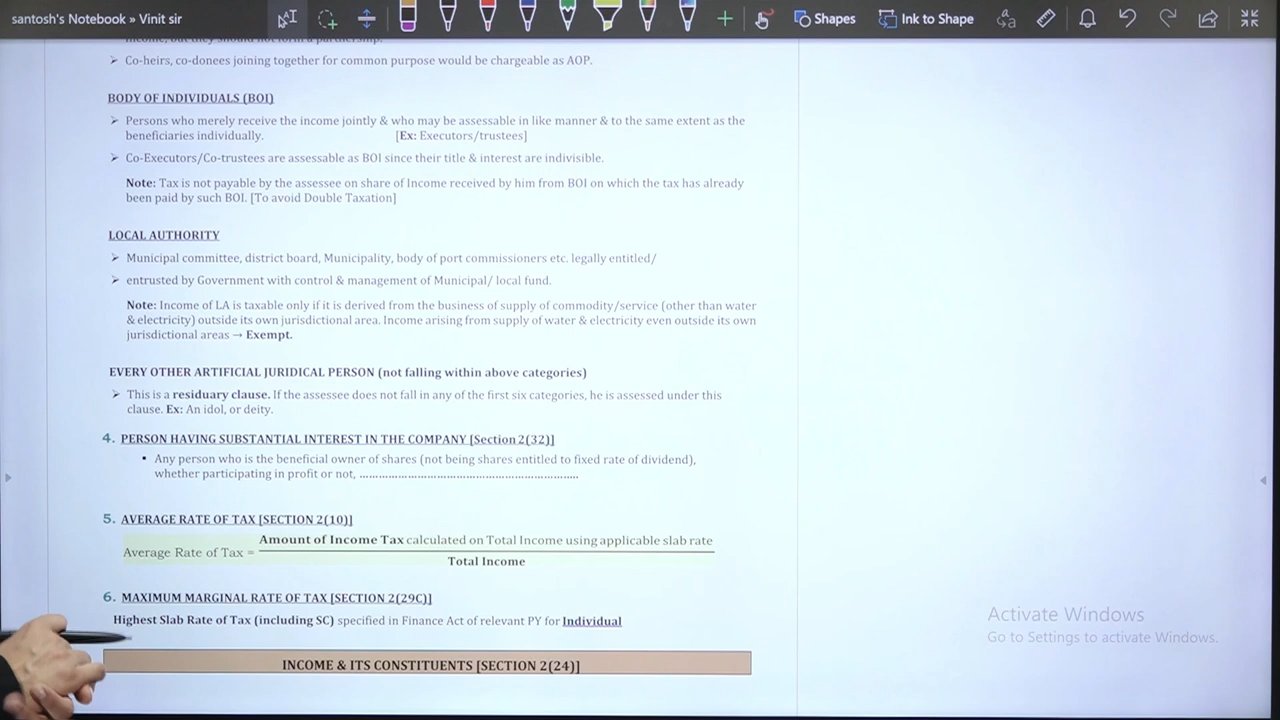 santosh's Notebook » Vinit sir
Shapes
Ink to Shape
income, but they should not form a partnership.
➢ Co-heirs, co-donees joining together for common purpose would be chargeable as AOP.
BODY OF INDIVIDUALS (BOI)
➢ Persons who merely receive the income jointly & who may be assessable in like manner & to the same extent as the
beneficiaries individually. [Ex: Executors/trustees]
➢ Co-Executors/Co-trustees are assessable as BOI since their title & interest are indivisible.
Note: Tax is not payable by the assessee on share of Income received by him from BOI on which the tax has already
been paid by such BOI. [To avoid Double Taxation]
LOCAL AUTHORITY
➢ Municipal committee, district board, Municipality, body of port commissioners etc. legally entitled/
➢ entrusted by Government with control & management of Municipal/ local fund.
Note: Income of LA is taxable only if it is derived from the business of supply of commodity/service (other than water
& electricity) outside its own jurisdictional area. Income arising from supply of water & electricity even outside its own
jurisdictional areas → Exempt.
EVERY OTHER ARTIFICIAL JURIDICAL PERSON (not falling within above categories)
➢ This is a residuary clause. If the assessee does not fall in any of the first six categories, he is assessed under this
clause. Ex: An idol, or deity.
4. PERSON HAVING SUBSTANTIAL INTEREST IN THE COMPANY [Section 2(32)]
▪ Any person who is the beneficial owner of shares (not being shares entitled to fixed rate of dividend),
whether participating in profit or not, ........................................................................
5. AVERAGE RATE OF TAX [SECTION 2(10)]
Amount of Income Tax calculated on Total Income using applicable slab rate
Average Rate of Tax =
Total Income
6. MAXIMUM MARGINAL RATE OF TAX [SECTION 2(29C)]
Highest Slab Rate of Tax (including SC) specified in Finance Act of relevant PY for Individual
INCOME & ITS CONSTITUENTS [SECTION 2(24)]
Activate Windows
Go to Settings to activate Windows.